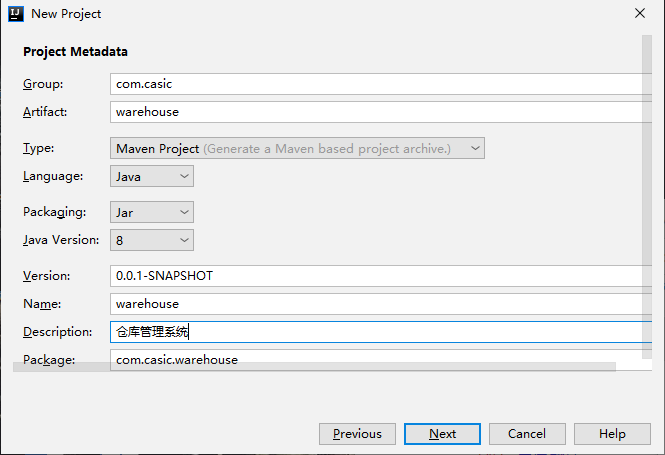 New Project
Project Metadata
Group: com.casic
Artifact: warehouse
Type: Maven Project (Generate a Maven based project archive.)
Language: Java
Packaging: Jar
Java Version: 8
Version: 0.0.1-SNAPSHOT
Name: warehouse
Description: 仓库管理系统
Package: com.casic.warehouse
Previous Next Cancel Help